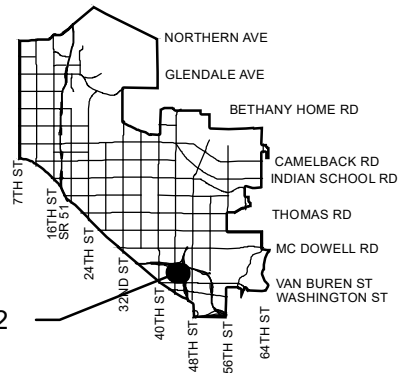 NORTHERN AVE
GLENDALE AVE
BETHANY HOME RD
CAMELBACK RD
INDIAN SCHOOL RD
THOMAS RD
MC DOWELL RD
VAN BUREN ST
WASHINGTON ST
7TH ST
16TH ST
SR 51
24TH ST
32ND ST
40TH ST
48TH ST
56TH ST
64TH ST
2